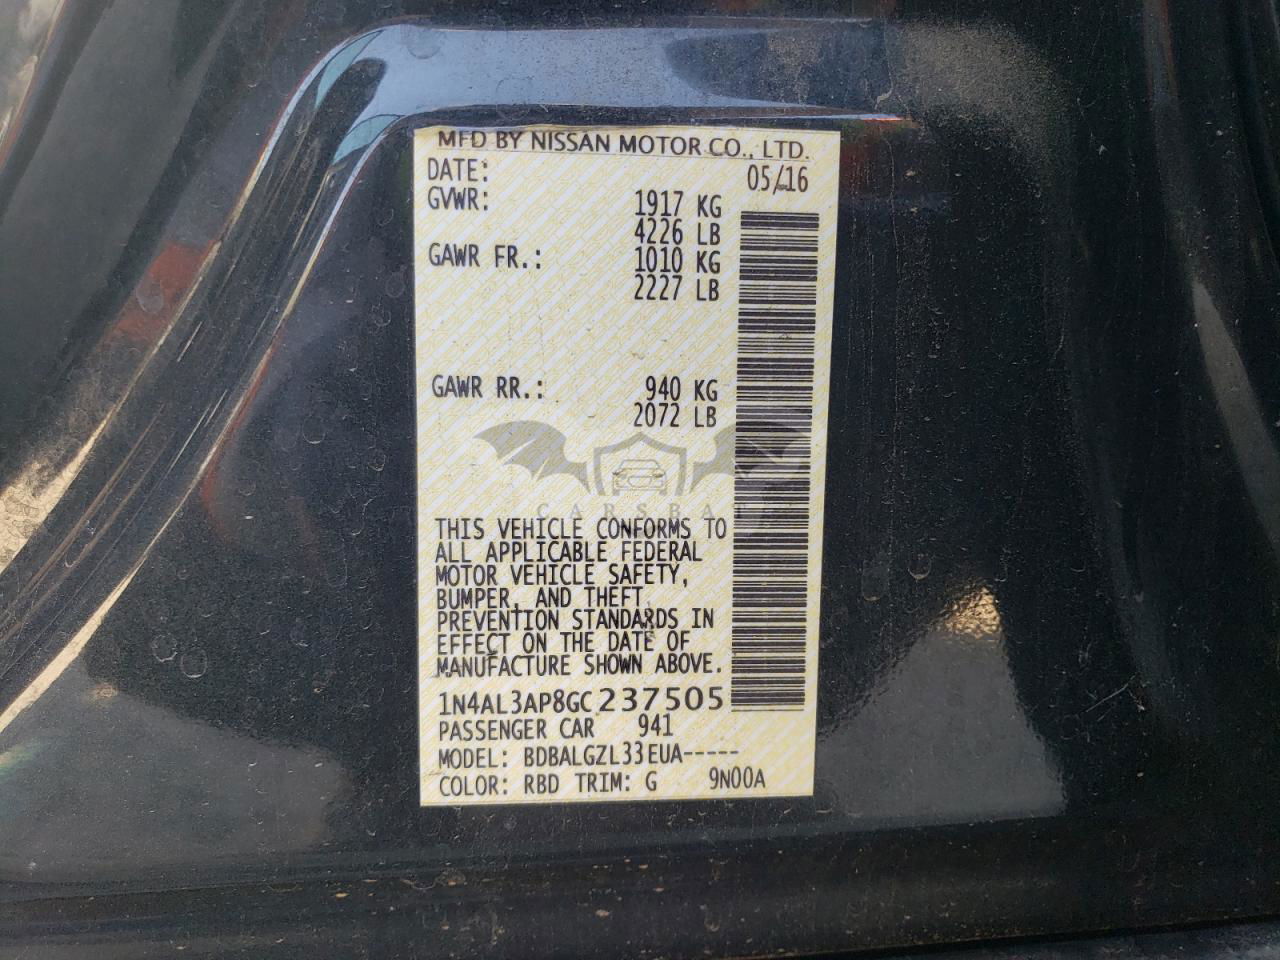 MFD BY NISSAN MOTOR CO., LTD.
DATE: 05/16
GVWR: 1917 KG
4226 LB
GAWR FR.: 1010 KG
2227 LB
GAWR RR.: 940 KG
2072 LB
CARSBAT
THIS VEHICLE CONFORMS TO
ALL APPLICABLE FEDERAL
MOTOR VEHICLE SAFETY,
BUMPER, AND THEFT
PREVENTION STANDARDS IN
EFFECT ON THE DATE OF
MANUFACTURE SHOWN ABOVE.
1N4AL3AP8GC237505
PASSENGER CAR 941
MODEL: BDBALGZL33EUA-----
COLOR: RBD TRIM: G 9N00A